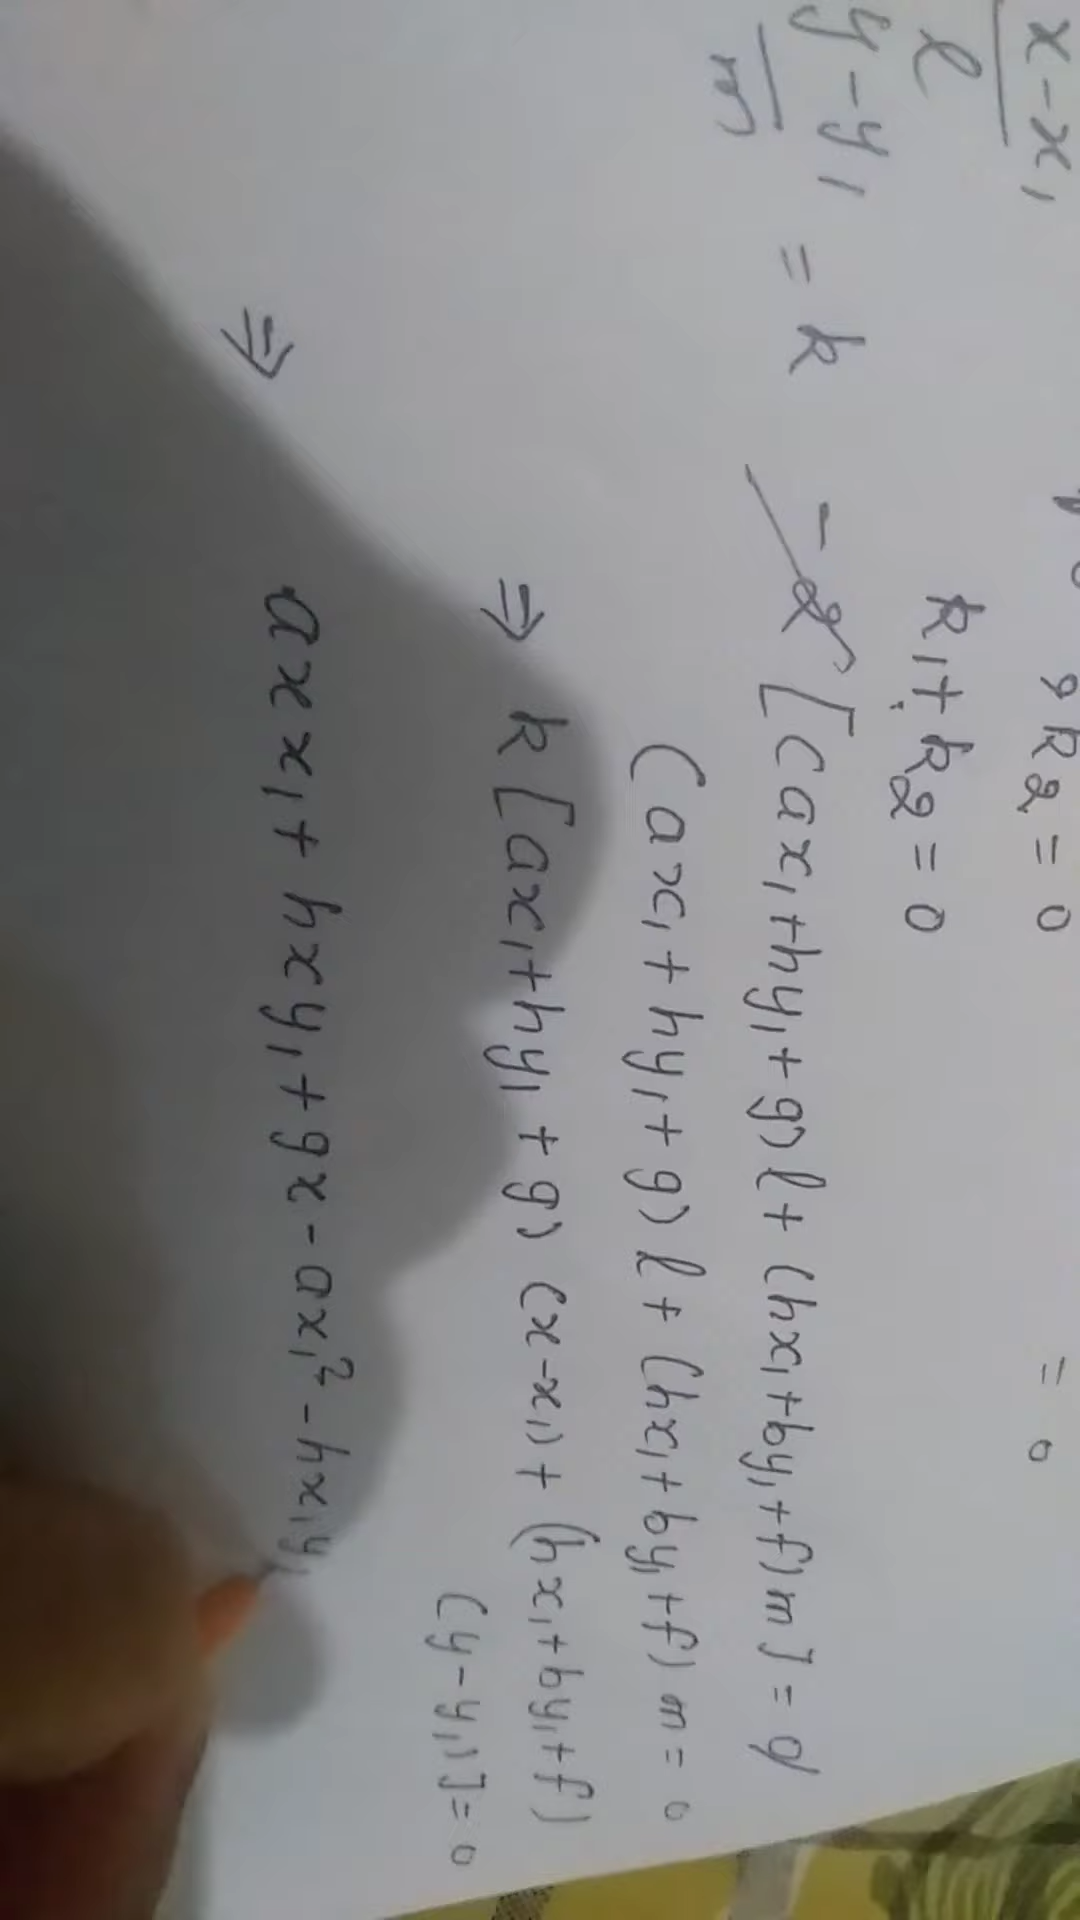 x-x₁
l
y-y₁ = k
m
, k₂ = 0
= 0
k₁+k₂ = 0
-2[(ax₁+hy₁+g)l+(hx₁+by₁+f)m] = 0
(ax₁+hy₁+g)l+(hx₁+by₁+f)m = 0
⇒ k[ax₁+hy₁+g)(x-x₁)+(hx₁+by₁+f)
(y-y₁)] = 0
⇒ axx₁+hxy₁+gx-ax₁²-hx₁y₁